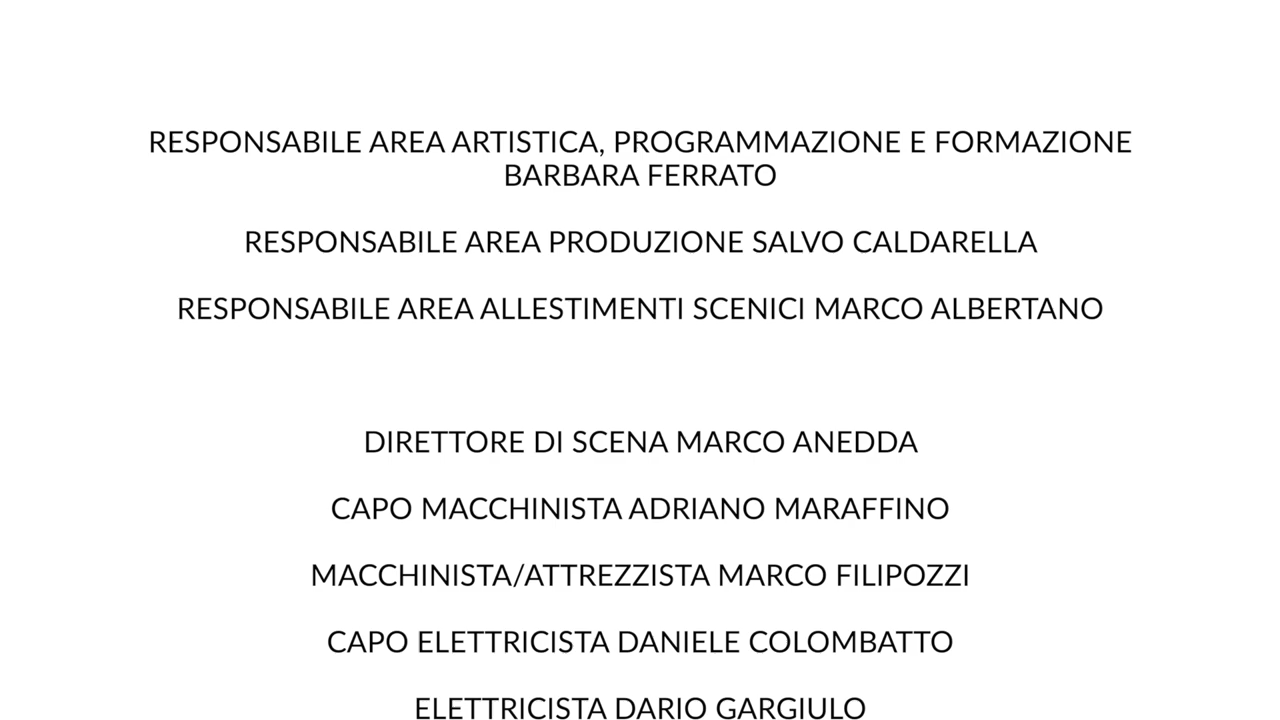 RESPONSABILE AREA ARTISTICA, PROGRAMMAZIONE E FORMAZIONE
BARBARA FERRATO
RESPONSABILE AREA PRODUZIONE SALVO CALDARELLA
RESPONSABILE AREA ALLESTIMENTI SCENICI MARCO ALBERTANO
DIRETTORE DI SCENA MARCO ANEDDA
CAPO MACCHINISTA ADRIANO MARAFFINO
MACCHINISTA/ATTREZZISTA MARCO FILIPOZZI
CAPO ELETTRICISTA DANIELE COLOMBATTO
ELETTRICISTA DARIO GARGIULO